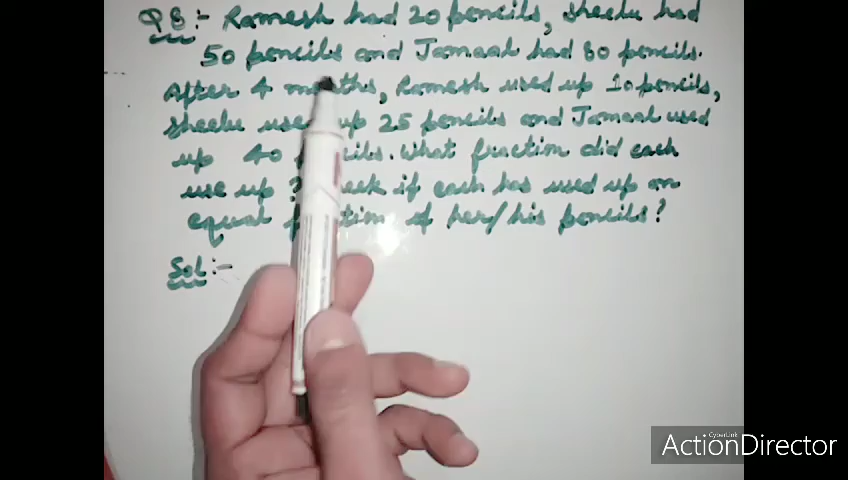 Q8:- Ramesh had 20 pencils, Sheelu had
50 pencils and Jamaal had 80 pencils.
After 4 months, Ramesh used up 10 pencils,
Sheelu used up 25 pencils and Jamaal used
up 40 pencils. What fraction did each
use up ? Check if each has used up an
equal fraction of her/his pencils?
Sol:-
CyberLink
ActionDirector